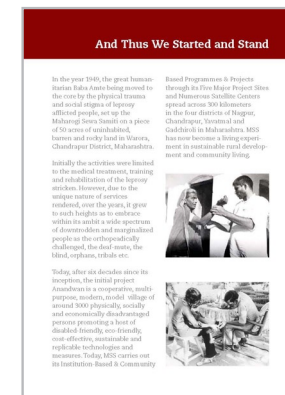 And Thus We Started and Stand
In the year 1949, the great human-
itarian Baba Amte being moved to
the core by the physical trauma
and social stigma of leprosy
afflicted people, set up the
Maharogi Sewa Samiti on a piece
of 50 acres of uninhabited,
barren and rocky land in Warora,
Chandrapur District, Maharashtra.
Initially the activities were limited
to the medical treatment, training
and rehabilitation of the leprosy
stricken. However, due to the
unique nature of services
rendered, over the years, it grew
to such heights as to embrace
within its ambit a wide spectrum
of downtrodden and marginalized
people as the orthopedically
challenged, the deaf-mute, the
blind, orphans, tribals etc.
Today, after six decades since its
inception, the initial project
Anandwan is a cooperative, multi-
purpose, modern, model village of
around 5000 physically, socially
and economically disadvantaged
persons promoting a host of
disabled-friendly, eco-friendly,
cost-effective, sustainable and
replicable technologies and
measures. Today, MSS carries out
its Institution-Based & Community
Based Programmes & Projects
through its Five Major Project Sites
and Numerous Satellite Centers
spread across 300 kilometers
in the four districts of Nagpur,
Chandrapur, Yavatmal and
Gadchiroli in Maharashtra. MSS
has now become a living experi-
ment in sustainable rural develop-
ment and community living.